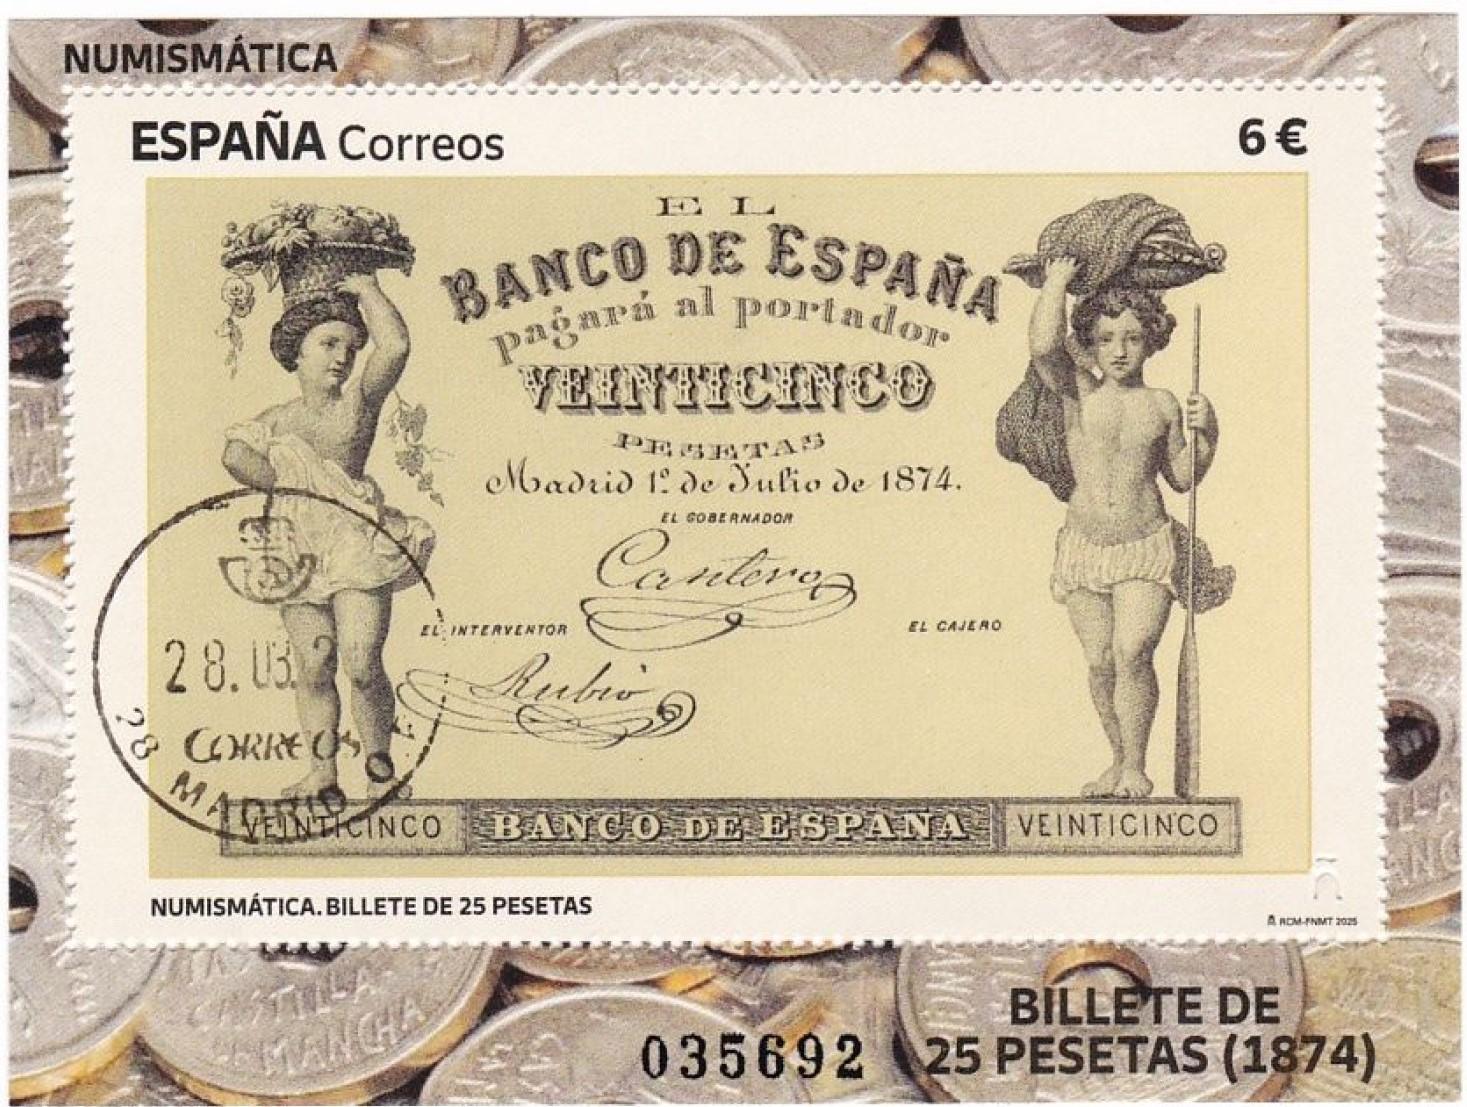 NUMISMÁTICA
ESPAÑA Correos
6 €
EL
BANCO DE ESPAÑA
pagará al portador
VEINTICINCO
PESETAS
Madrid 1º de Julio de 1874.
EL GOBERNADOR
Cantero
EL INTERVENTOR
EL CAJERO
Rubio
28.03.2
CORREOS
28 MADRID O.F
VEINTICINCO
BANCO DE ESPAÑA
VEINTICINCO
NUMISMÁTICA. BILLETE DE 25 PESETAS
RCM-FNMT 2025
CASTILLA
MANCHA
BILLETE DE
035692
25 PESETAS (1874)